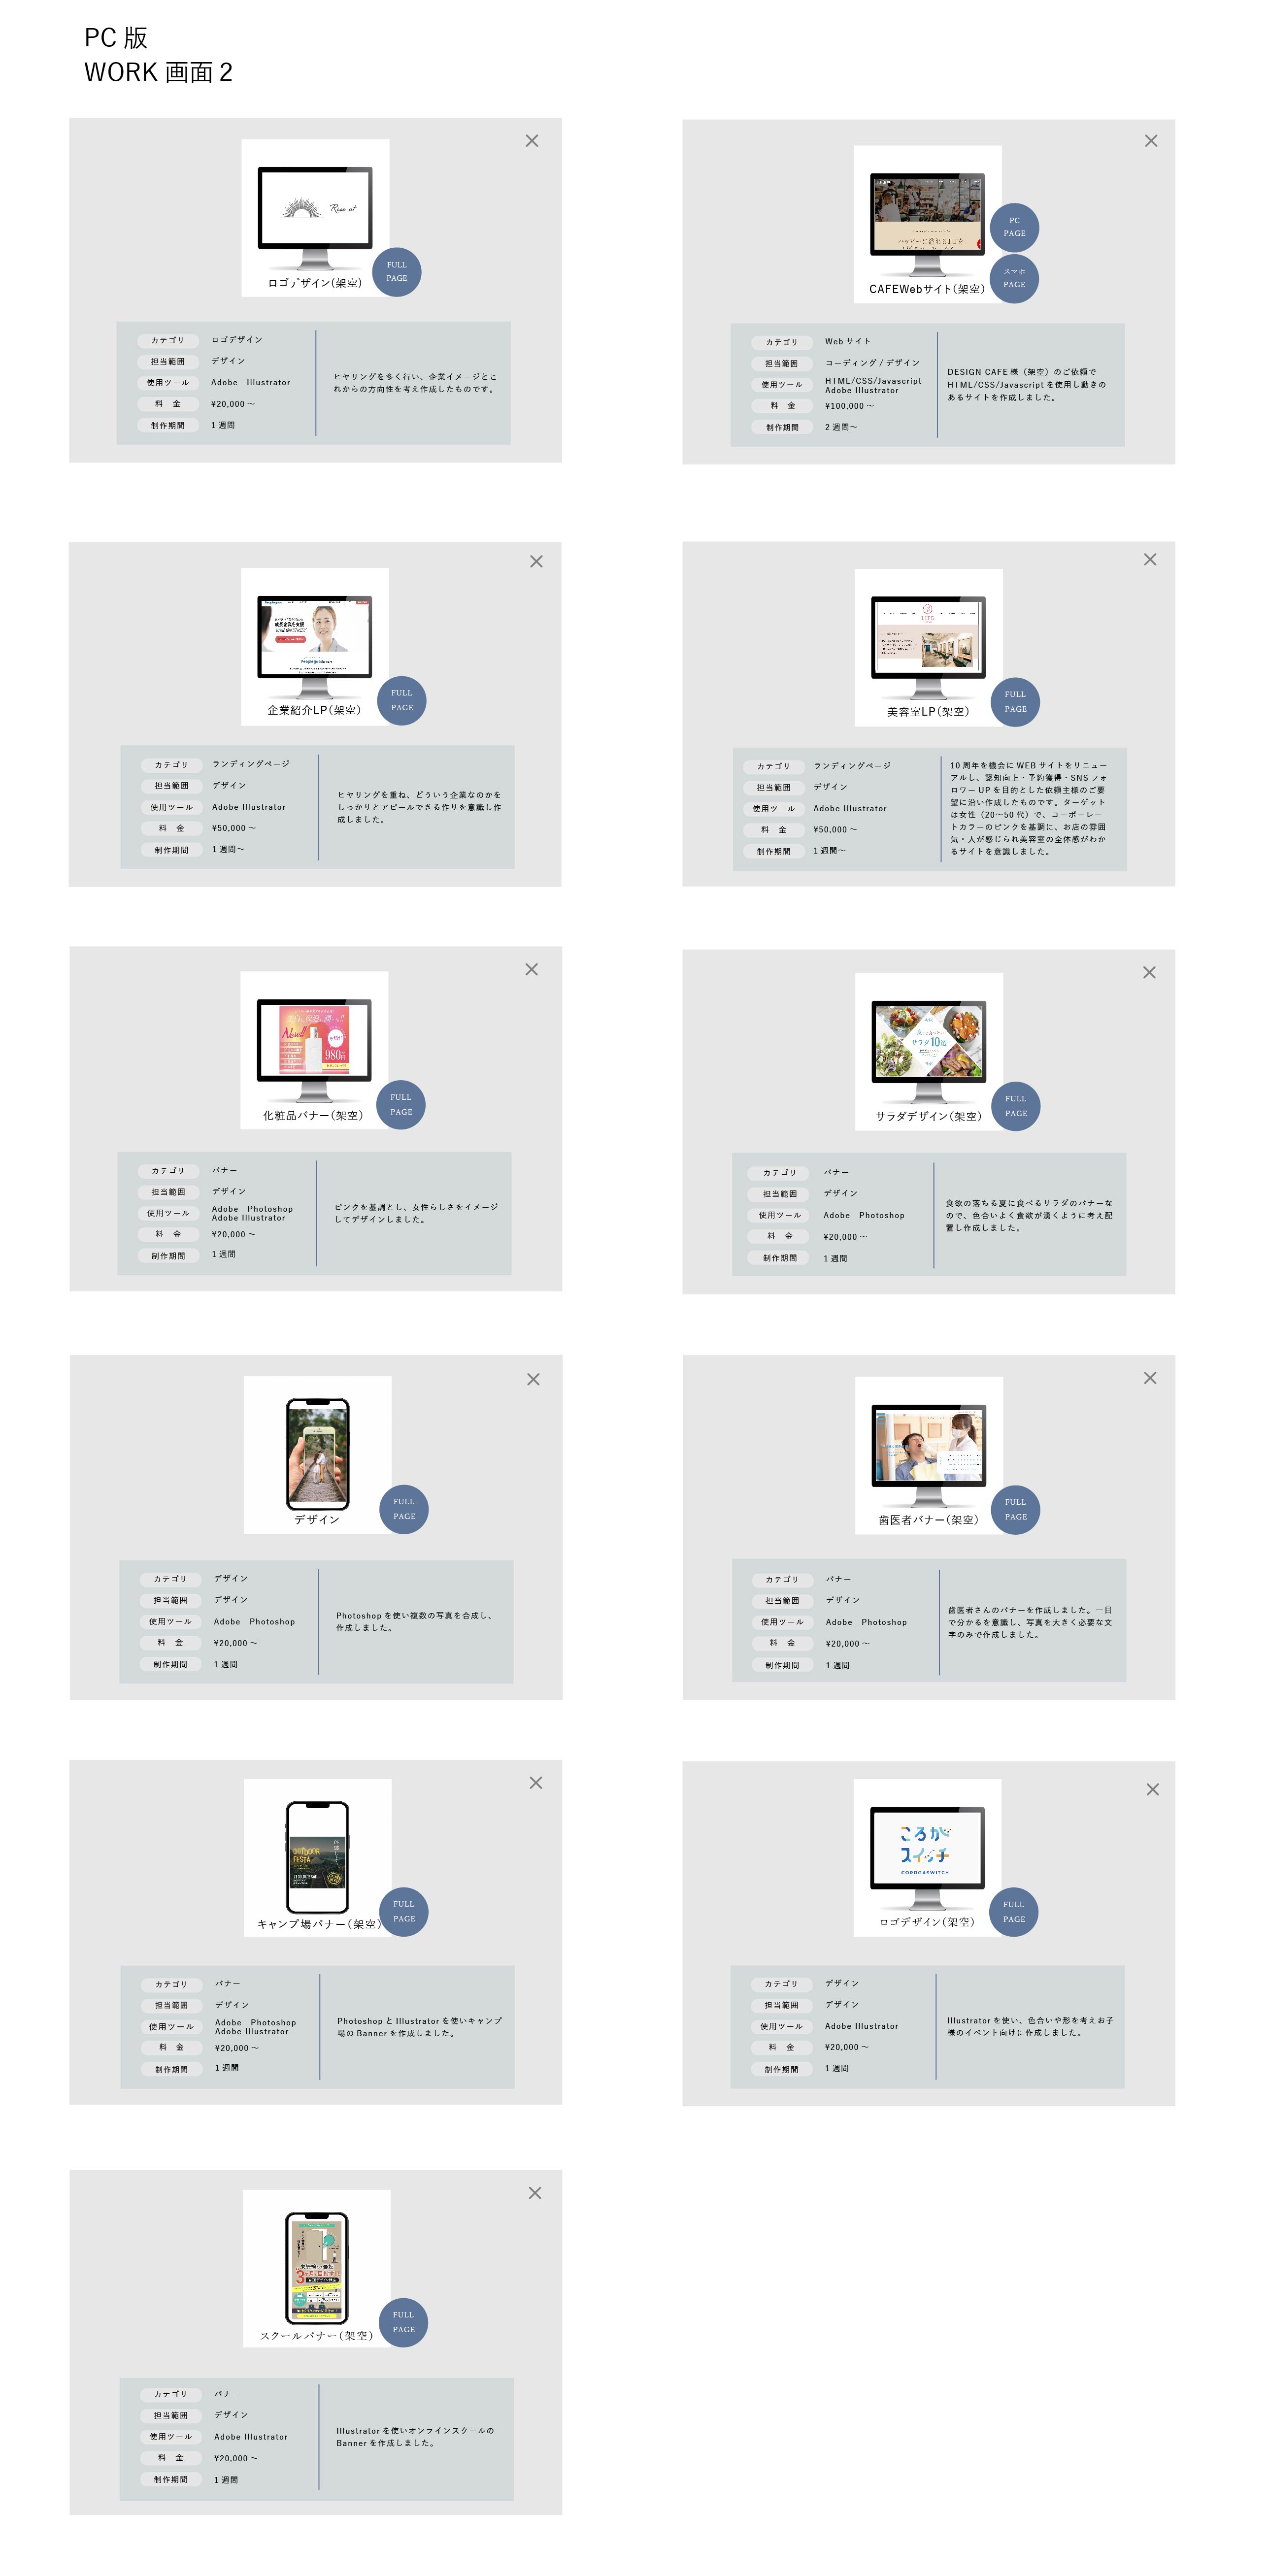 PC 版
WORK 画面 2
Rise at
FULL
PAGE
ロゴデザイン(架空)
カテゴリ ロゴデザイン
担当範囲 デザイン
使用ツール Adobe Illustrator
料 金 ¥20,000 ～
制作期間 1 週間
ヒヤリングを多く行い、企業イメージとこ
れからの方向性を考え作成したものです。
ハッピーに溢れる1日を
PC
PAGE
スマホ
PAGE
CAFEWebサイト(架空)
カテゴリ Web サイト
担当範囲 コーディング / デザイン
使用ツール HTML/CSS/Javascript
Adobe Illustrator
料 金 ¥100,000 ～
制作期間 2 週間～
DESIGN CAFE 様（架空）のご依頼で
HTML/CSS/Javascript を使用し動きの
あるサイトを作成しました。
成長企業を支援
FULL
PAGE
企業紹介LP(架空)
カテゴリ ランディングページ
担当範囲 デザイン
使用ツール Adobe Illustrator
料 金 ¥50,000 ～
制作期間 1 週間～
ヒヤリングを重ね、どういう企業なのかを
しっかりとアピールできる作りを意識し作
成しました。
LIFE
FULL
PAGE
美容室LP(架空)
カテゴリ ランディングページ
担当範囲 デザイン
使用ツール Adobe Illustrator
料 金 ¥50,000 ～
制作期間 1 週間～
10 周年を機会に WEB サイトをリニュー
アルし、認知向上・予約獲得・SNS フォ
ロワー UP を目的とした依頼主様のご要
望に沿い作成したものです。ターゲット
は女性（20～50 代）で、コーポーレー
トカラーのピンクを基調に、お店の雰囲
気・人が感じられ美容室の全体感がわか
るサイトを意識しました。
New!!
980円
FULL
PAGE
化粧品バナー(架空)
カテゴリ バナー
担当範囲 デザイン
使用ツール Adobe Photoshop
Adobe Illustrator
料 金 ¥20,000 ～
制作期間 1 週間
ピンクを基調とし、女性らしさをイメージ
してデザインしました。
サラダ10選
FULL
PAGE
サラダデザイン(架空)
カテゴリ バナー
担当範囲 デザイン
使用ツール Adobe Photoshop
料 金 ¥20,000 ～
制作期間 1 週間
食欲の落ちる夏に食べるサラダのバナーな
ので、色合いよく食欲が湧くように考え配
置し作成しました。
FULL
PAGE
デザイン
カテゴリ デザイン
担当範囲 デザイン
使用ツール Adobe Photoshop
料 金 ¥20,000 ～
制作期間 1 週間
Photoshop を使い複数の写真を合成し、
作成しました。
FULL
PAGE
歯医者バナー(架空)
カテゴリ バナー
担当範囲 デザイン
使用ツール Adobe Photoshop
料 金 ¥20,000 ～
制作期間 1 週間
歯医者さんのバナーを作成しました。一目
で分かるを意識し、写真を大きく必要な文
字のみで作成しました。
OUTDOOR
FESTA
FULL
PAGE
キャンプ場バナー(架空)
カテゴリ バナー
担当範囲 デザイン
使用ツール Adobe Photoshop
Adobe Illustrator
料 金 ¥20,000 ～
制作期間 1 週間
Photoshop と Illustrator を使いキャンプ
場の Banner を作成しました。
ころが
スイッチ
COROGASWITCH
FULL
PAGE
ロゴデザイン(架空)
カテゴリ デザイン
担当範囲 デザイン
使用ツール Adobe Illustrator
料 金 ¥20,000 ～
制作期間 1 週間
Illustrator を使い、色合いや形を考えお子
様のイベント向けに作成しました。
FULL
PAGE
スクールバナー(架空)
カテゴリ バナー
担当範囲 デザイン
使用ツール Adobe Illustrator
料 金 ¥20,000 ～
制作期間 1 週間
Illustrator を使いオンラインスクールの
Banner を作成しました。